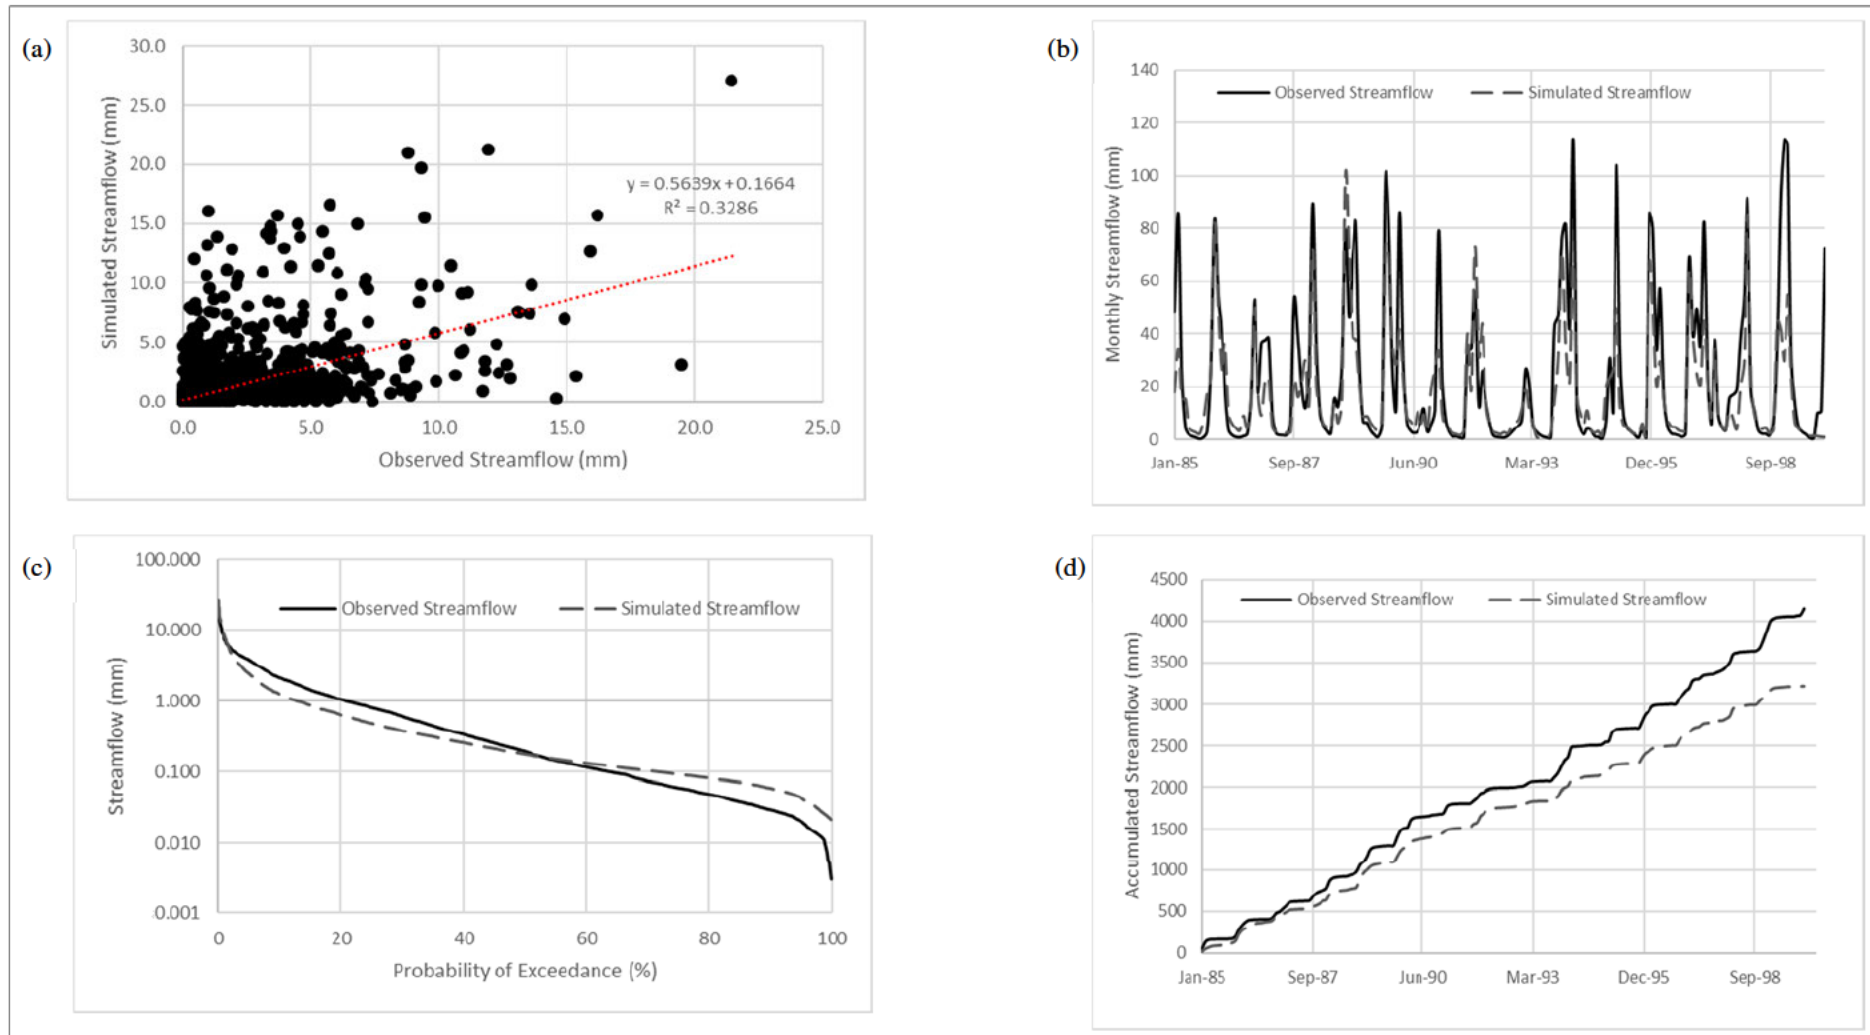 (a)
30.0
25.0
20.0
15.0
10.0
5.0
0.0
Simulated Streamflow (mm)
y = 0.5639x+0.1664
R² = 0.3286
0.0 5.0 10.0 15.0 20.0 25.0
Observed Streamflow (mm)
(b)
140
120
100
80
60
40
20
0
Monthly Streamflow (mm)
Observed Streamflow Simulated Streamflow
Jan-85 Sep-87 Jun-90 Mar-93 Dec-95 Sep-98
(c)
100.000
10.000
1.000
0.100
0.010
0.001
Streamflow (mm)
Observed Streamflow Simulated Streamflow
0 20 40 60 80 100
Probability of Exceedance (%)
(d)
4500
4000
3500
3000
2500
2000
1500
1000
500
0
Accumulated Streamflow (mm)
Observed Streamflow Simulated Streamflow
Jan-85 Sep-87 Jun-90 Mar-93 Dec-95 Sep-98